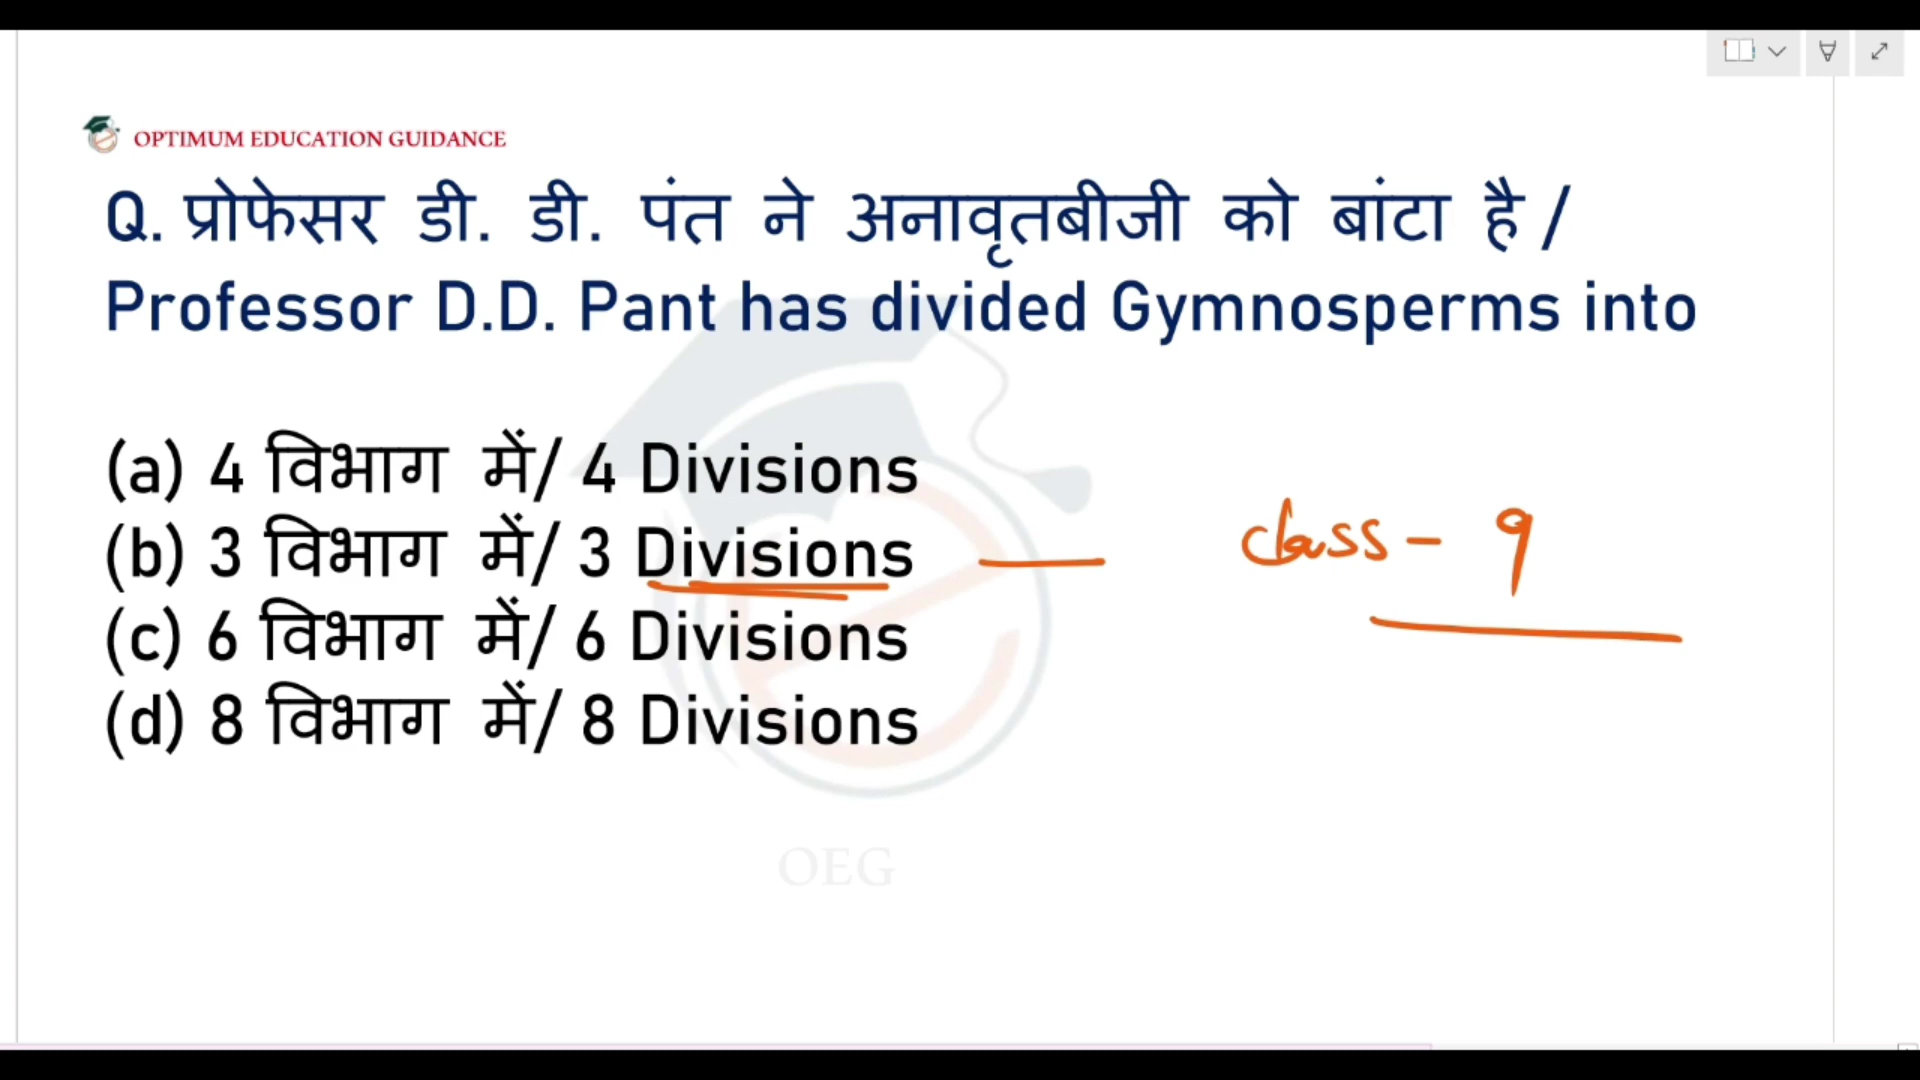 OPTIMUM EDUCATION GUIDANCE
Q. प्रोफेसर डी. डी. पंत ने अनावृतबीजी को बांटा है /
Professor D.D. Pant has divided Gymnosperms into
(a) 4 विभाग में/ 4 Divisions
(b) 3 विभाग में/ 3 Divisions
class - 9
(c) 6 विभाग में/ 6 Divisions
(d) 8 विभाग में/ 8 Divisions
OEG